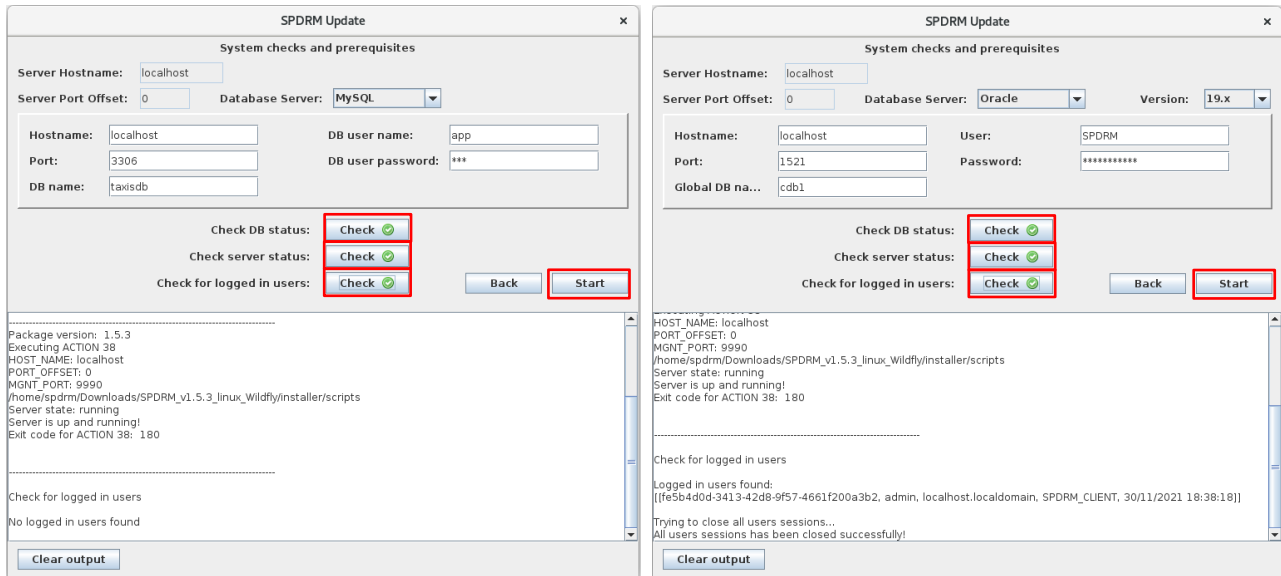 SPDRM Update
×
System checks and prerequisites
Server Hostname: localhost
Server Port Offset: 0 Database Server: MySQL
Hostname: localhost DB user name: app
Port: 3306 DB user password: ***
DB name: taxisdb
Check DB status: Check
Check server status: Check
Check for logged in users: Check Back Start
--------------------------------------------------------------------------------
Package version:  1.5.3
Executing ACTION 38
HOST_NAME: localhost
PORT_OFFSET: 0
MGNT_PORT: 9990
/home/spdrm/Downloads/SPDRM_v1.5.3_linux_Wildfly/installer/scripts
Server state: running
Server is up and running!
Exit code for ACTION 38:  180
--------------------------------------------------------------------------------
Check for logged in users
No logged in users found
Clear output
SPDRM Update
×
System checks and prerequisites
Server Hostname: localhost
Server Port Offset: 0 Database Server: Oracle Version: 19.x
Hostname: localhost User: SPDRM
Port: 1521 Password: ***********
Global DB na... cdb1
Check DB status: Check
Check server status: Check
Check for logged in users: Check Back Start
HOST_NAME: localhost
PORT_OFFSET: 0
MGNT_PORT: 9990
/home/spdrm/Downloads/SPDRM_v1.5.3_linux_Wildfly/installer/scripts
Server state: running
Server is up and running!
Exit code for ACTION 38:  180
--------------------------------------------------------------------------------
Check for logged in users
Logged in users found:
[[fe5b4d0d-3413-42d8-9f57-4661f200a3b2, admin, localhost.localdomain, SPDRM_CLIENT, 30/11/2021 18:38:18]]
Trying to close all users sessions...
All users sessions has been closed successfully!
Clear output